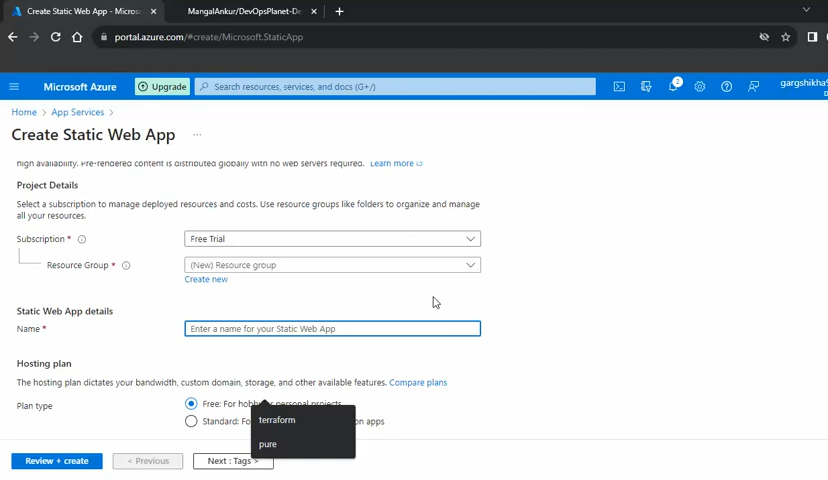 Create Static Web App - Micros
MangalAnkur/DevOpsPlanet-De
portal.azure.com/#create/Microsoft.StaticApp
Microsoft Azure
Upgrade
Search resources, services, and docs (G+/)
2
gargshikha9
Home > App Services >
Create Static Web App ...
high availability. Pre-rendered content is distributed globally with no web servers required. Learn more
Project Details
Select a subscription to manage deployed resources and costs. Use resource groups like folders to organize and manage
all your resources.
Subscription *
Free Trial
Resource Group *
(New) Resource group
Create new
Static Web App details
Name *
Enter a name for your Static Web App
Hosting plan
The hosting plan dictates your bandwidth, custom domain, storage, and other available features. Compare plans
Plan type
Free: For hobby or personal projects
Standard: Fo
on apps
terraform
pure
Review + create
< Previous
Next : Tags >